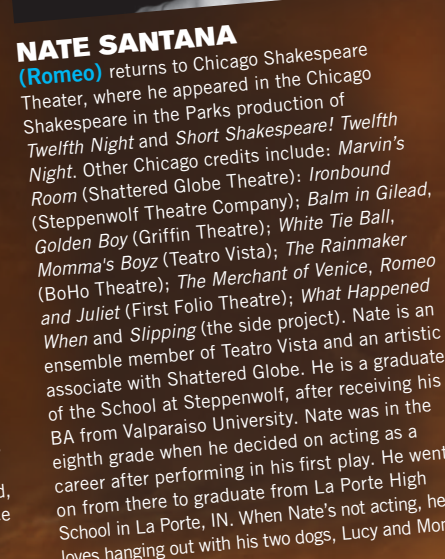 NATE SANTANA
(Romeo) returns to Chicago Shakespeare
Theater, where he appeared in the Chicago
Shakespeare in the Parks production of
Twelfth Night and Short Shakespeare! Twelfth
Night. Other Chicago credits include: Marvin's
Room (Shattered Globe Theatre): Ironbound
(Steppenwolf Theatre Company); Balm in Gilead,
Golden Boy (Griffin Theatre); White Tie Ball,
Momma's Boyz (Teatro Vista); The Rainmaker
(BoHo Theatre); The Merchant of Venice, Romeo
and Juliet (First Folio Theatre); What Happened
When and Slipping (the side project). Nate is an
ensemble member of Teatro Vista and an artistic
associate with Shattered Globe. He is a graduate
of the School at Steppenwolf, after receiving his
BA from Valparaiso University. Nate was in the
eighth grade when he decided on acting as a
career after performing in his first play. He went
on from there to graduate from La Porte High
School in La Porte, IN. When Nate's not acting, he
loves hanging out with his two dogs, Lucy and